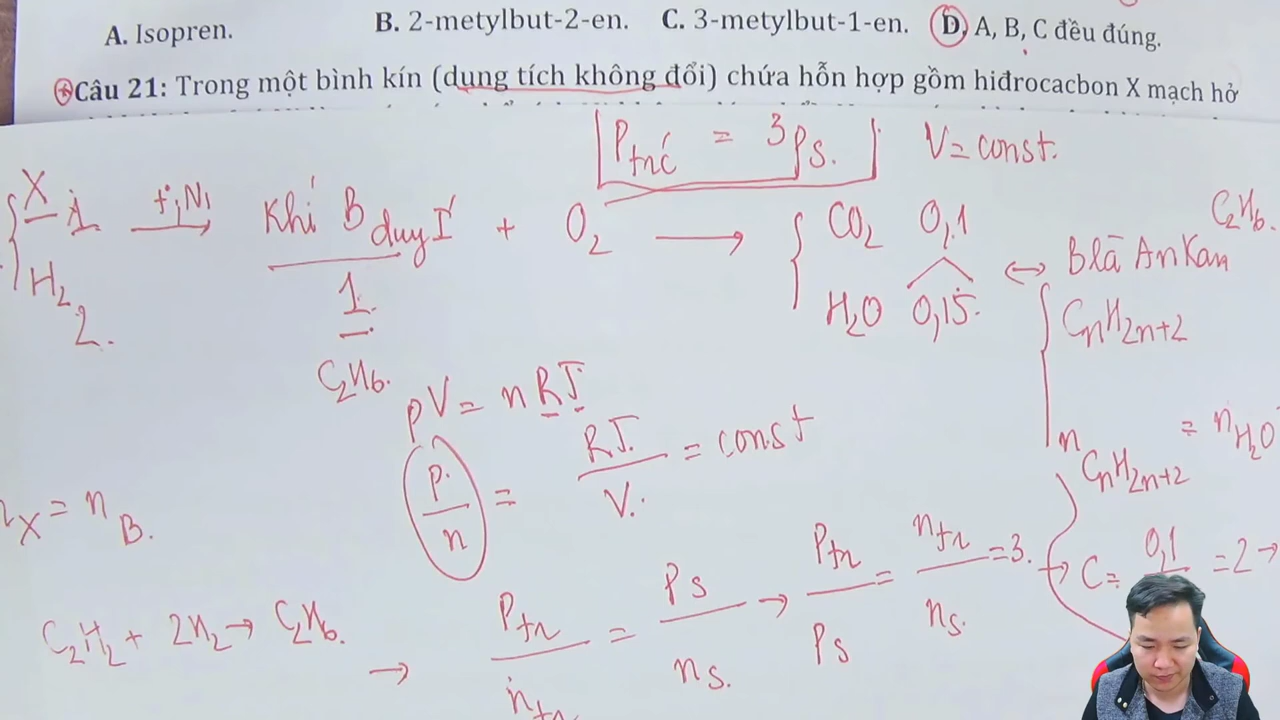 A. Isopren. B. 2-metylbut-2-en. C. 3-metylbut-1-en. D. A, B, C đều đúng.
Câu 21: Trong một bình kín (dung tích không đổi) chứa hỗn hợp gồm hiđrocacbon X mạch hở
Ptrc = 3Ps. V = const.
X 1 t°, Ni Khí B duy I + O2 → CO2 0,1
H2 2. 1 H2O 0,15. ↔ B là AnKan C2H6.
C2H6. CnH2n+2
pV = nRT
p/n = RT/V = const
nCnH2n+2 = nH2O
nX = nB.
C2H2 + 2H2 → C2H6.
→ Ptr/ntr = Ps/ns → Ptr/Ps = ntr/ns = 3.
→ C = 0,1 = 2 →